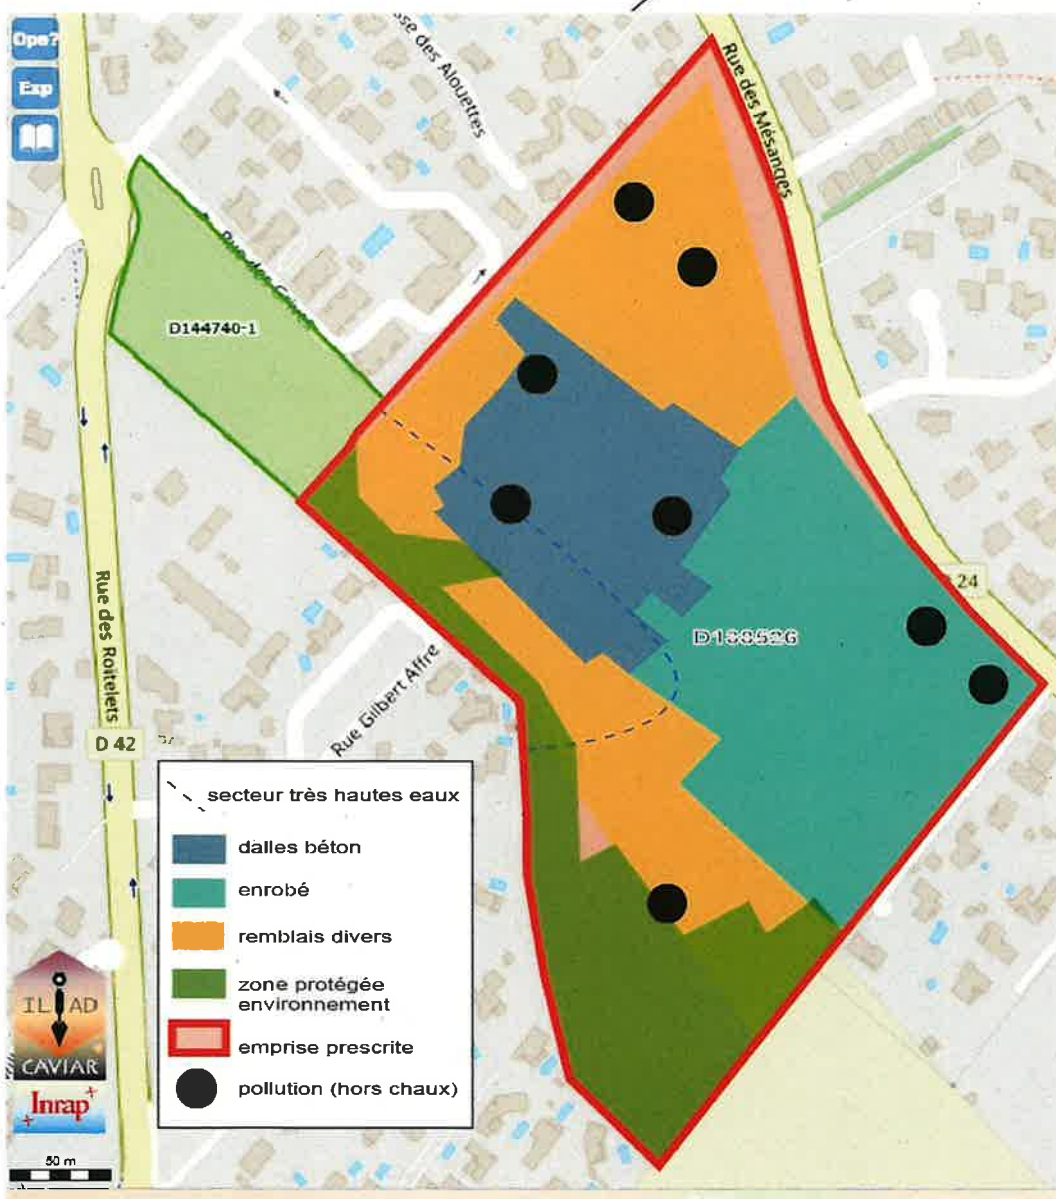 Ope?
Exp
sse des Alouettes
Rue des Mésanges
D144740-1
24
D138526
Rue des Roitelets
Rue Gilbert Affre
D 42
secteur très hautes eaux
dalles béton
enrobé
remblais divers
zone protégée
environnement
emprise prescrite
pollution (hors chaux)
IL AD
CAVIAR
Inrap
50 m